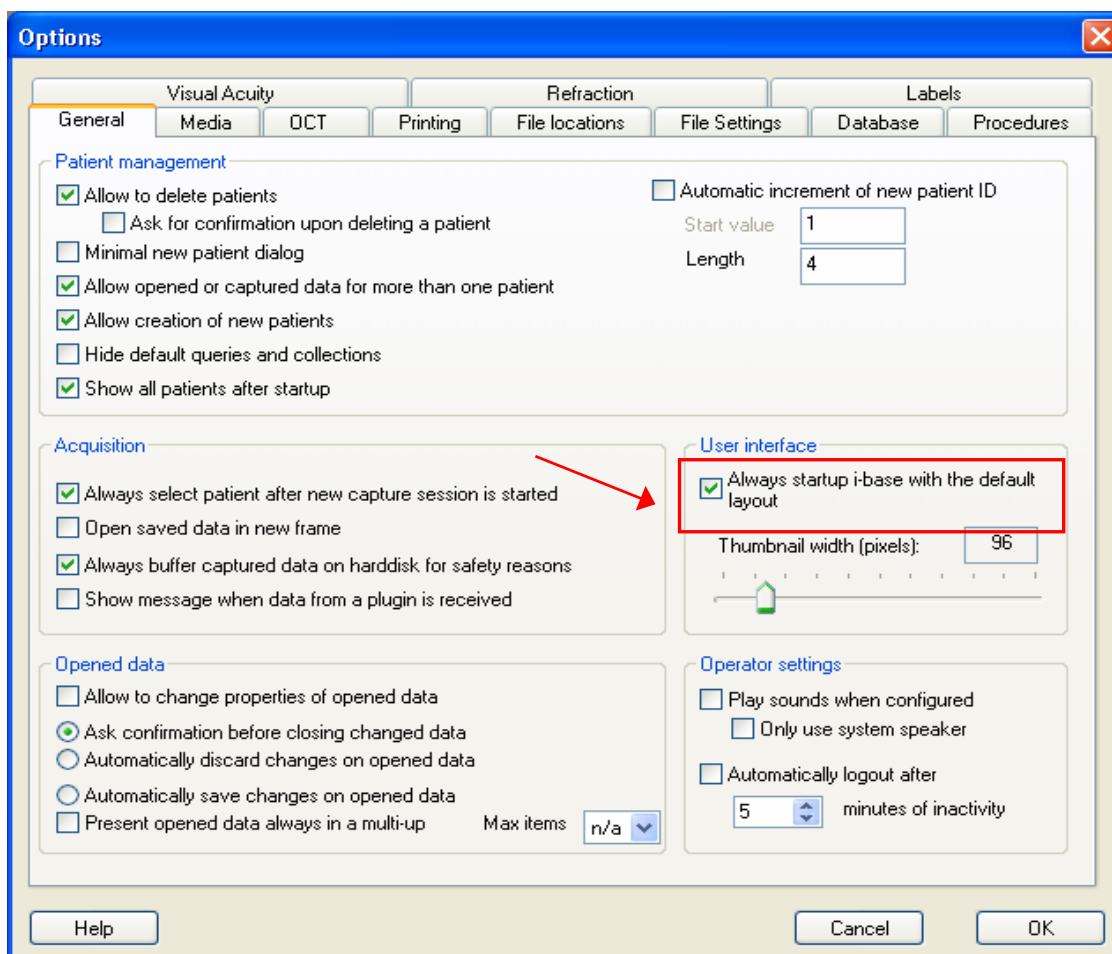 Options
Visual Acuity
Refraction
Labels
General
Media
OCT
Printing
File locations
File Settings
Database
Procedures
Patient management
Allow to delete patients
Ask for confirmation upon deleting a patient
Minimal new patient dialog
Allow opened or captured data for more than one patient
Allow creation of new patients
Hide default queries and collections
Show all patients after startup
Automatic increment of new patient ID
Start value 1
Length 4
Acquisition
Always select patient after new capture session is started
Open saved data in new frame
Always buffer captured data on harddisk for safety reasons
Show message when data from a plugin is received
User interface
Always startup i-base with the default
layout
Thumbnail width (pixels): 96
Opened data
Allow to change properties of opened data
Ask confirmation before closing changed data
Automatically discard changes on opened data
Automatically save changes on opened data
Present opened data always in a multi-up Max items n/a
Operator settings
Play sounds when configured
Only use system speaker
Automatically logout after
5 minutes of inactivity
Help
Cancel
OK